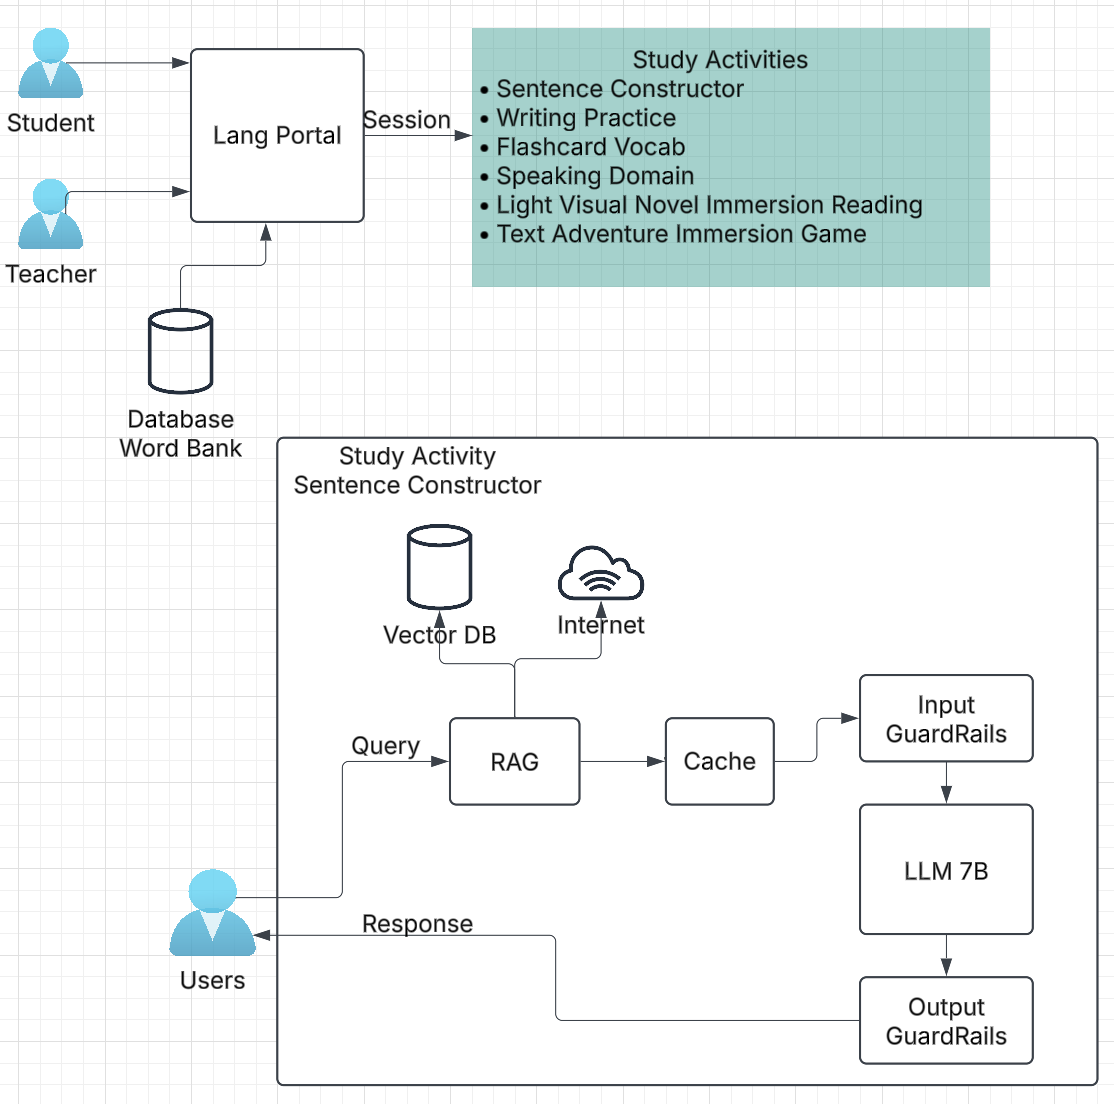 Student
Teacher
Lang Portal
Session
Study Activities
• Sentence Constructor
• Writing Practice
• Flashcard Vocab
• Speaking Domain
• Light Visual Novel Immersion Reading
• Text Adventure Immersion Game
Database
Word Bank
Study Activity
Sentence Constructor
Vector DB
Internet
Query
RAG
Cache
Input
GuardRails
LLM 7B
Output
GuardRails
Response
Users